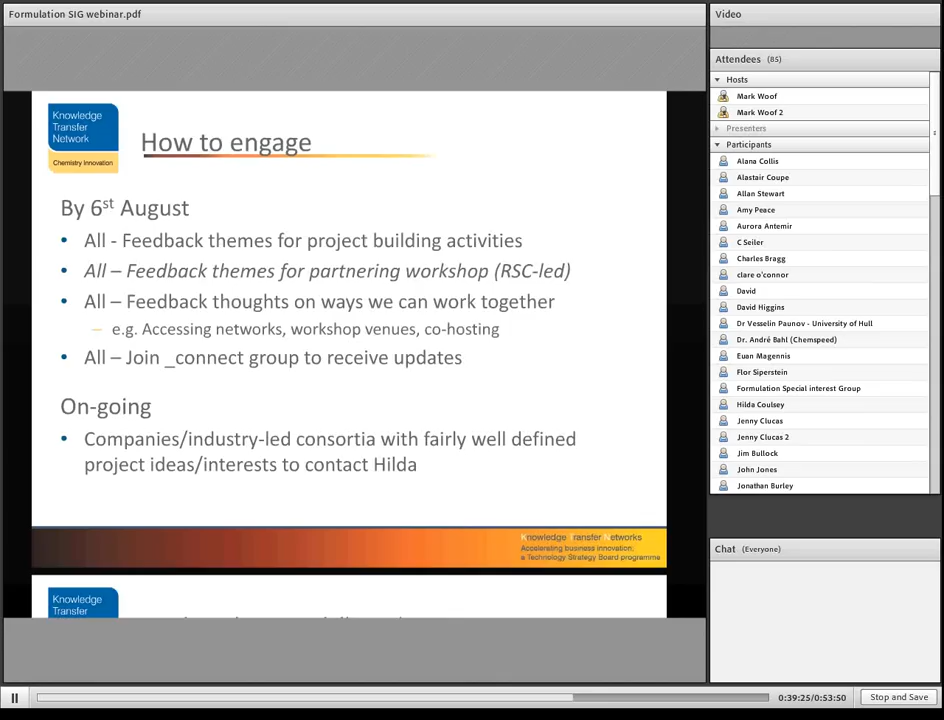 Formulation SIG webinar.pdf
Knowledge
Transfer
Network
Chemistry Innovation
How to engage
By 6st August
• All - Feedback themes for project building activities
• All – Feedback themes for partnering workshop (RSC-led)
• All – Feedback thoughts on ways we can work together
– e.g. Accessing networks, workshop venues, co-hosting
• All – Join _connect group to receive updates
On-going
• Companies/industry-led consortia with fairly well defined
project ideas/interests to contact Hilda
Knowledge Transfer Networks
Accelerating business innovation;
a Technology Strategy Board programme
Knowledge
Transfer
0:39:25/0:53:50
Stop and Save
Video
Attendees (85)
Hosts
Mark Woof
Mark Woof 2
Presenters
Participants
Alana Collis
Alastair Coupe
Allan Stewart
Amy Peace
Aurora Antemir
C Seiler
Charles Bragg
clare o'connor
David
David Higgins
Dr Vesselin Paunov - University of Hull
Dr. André Bahl (Chemspeed)
Euan Magennis
Flor Siperstein
Formulation Special interest Group
Hilda Coulsey
Jenny Clucas
Jenny Clucas 2
Jim Bullock
John Jones
Jonathan Burley
Chat (Everyone)